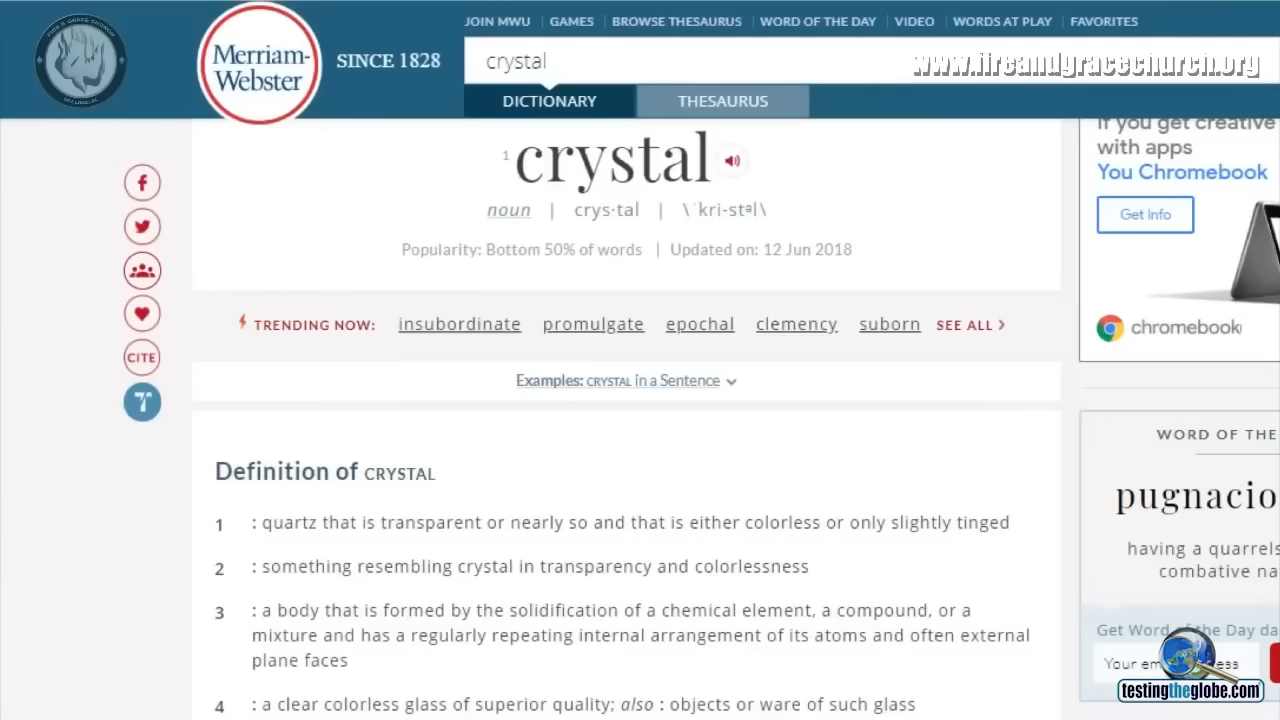 JOIN MWU | GAMES | BROWSE THESAURUS | WORD OF THE DAY | VIDEO | WORDS AT PLAY | FAVORITES
Merriam-
Webster
SINCE 1828
crystal
www.fireandgracechurch.org
DICTIONARY
THESAURUS
1 crystal
noun | crys·tal | \ ˈkri-stᵊl \
Popularity: Bottom 50% of words | Updated on: 12 Jun 2018
If you get creative
with apps
You Chromebook
Get Info
chromebook
TRENDING NOW: insubordinate promulgate epochal clemency suborn SEE ALL >
CITE
Examples: CRYSTAL in a Sentence
Definition of CRYSTAL
1 : quartz that is transparent or nearly so and that is either colorless or only slightly tinged
2 : something resembling crystal in transparency and colorlessness
3 : a body that is formed by the solidification of a chemical element, a compound, or a
mixture and has a regularly repeating internal arrangement of its atoms and often external
plane faces
4 : a clear colorless glass of superior quality; also : objects or ware of such glass
WORD OF THE
pugnacio
having a quarrels
combative na
Get Word of the Day da
Your em ess
testingtheglobe.com